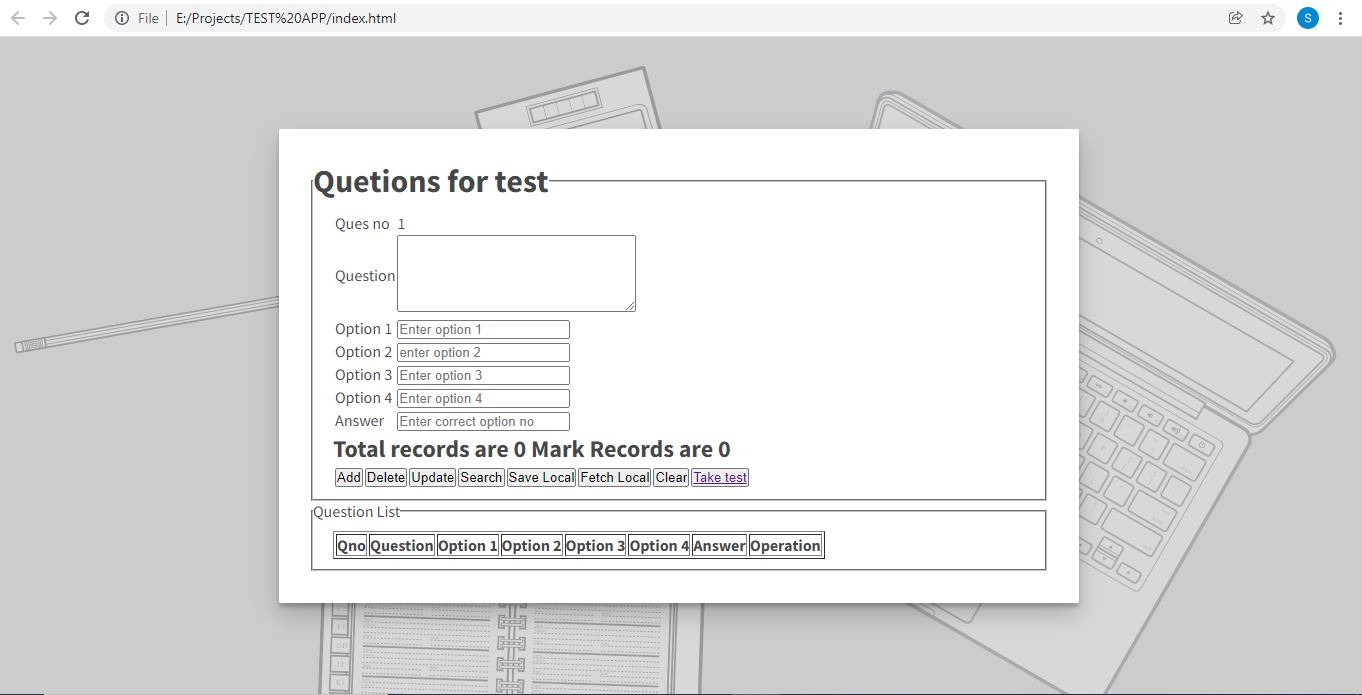 File E:/Projects/TEST%20APP/index.html
S
Quetions for test
Ques no 1
Question
Option 1 Enter option 1
Option 2 enter option 2
Option 3 Enter option 3
Option 4 Enter option 4
Answer Enter correct option no
Total records are 0 Mark Records are 0
Add Delete Update Search Save Local Fetch Local Clear Take test
Question List
Qno Question Option 1 Option 2 Option 3 Option 4 Answer Operation